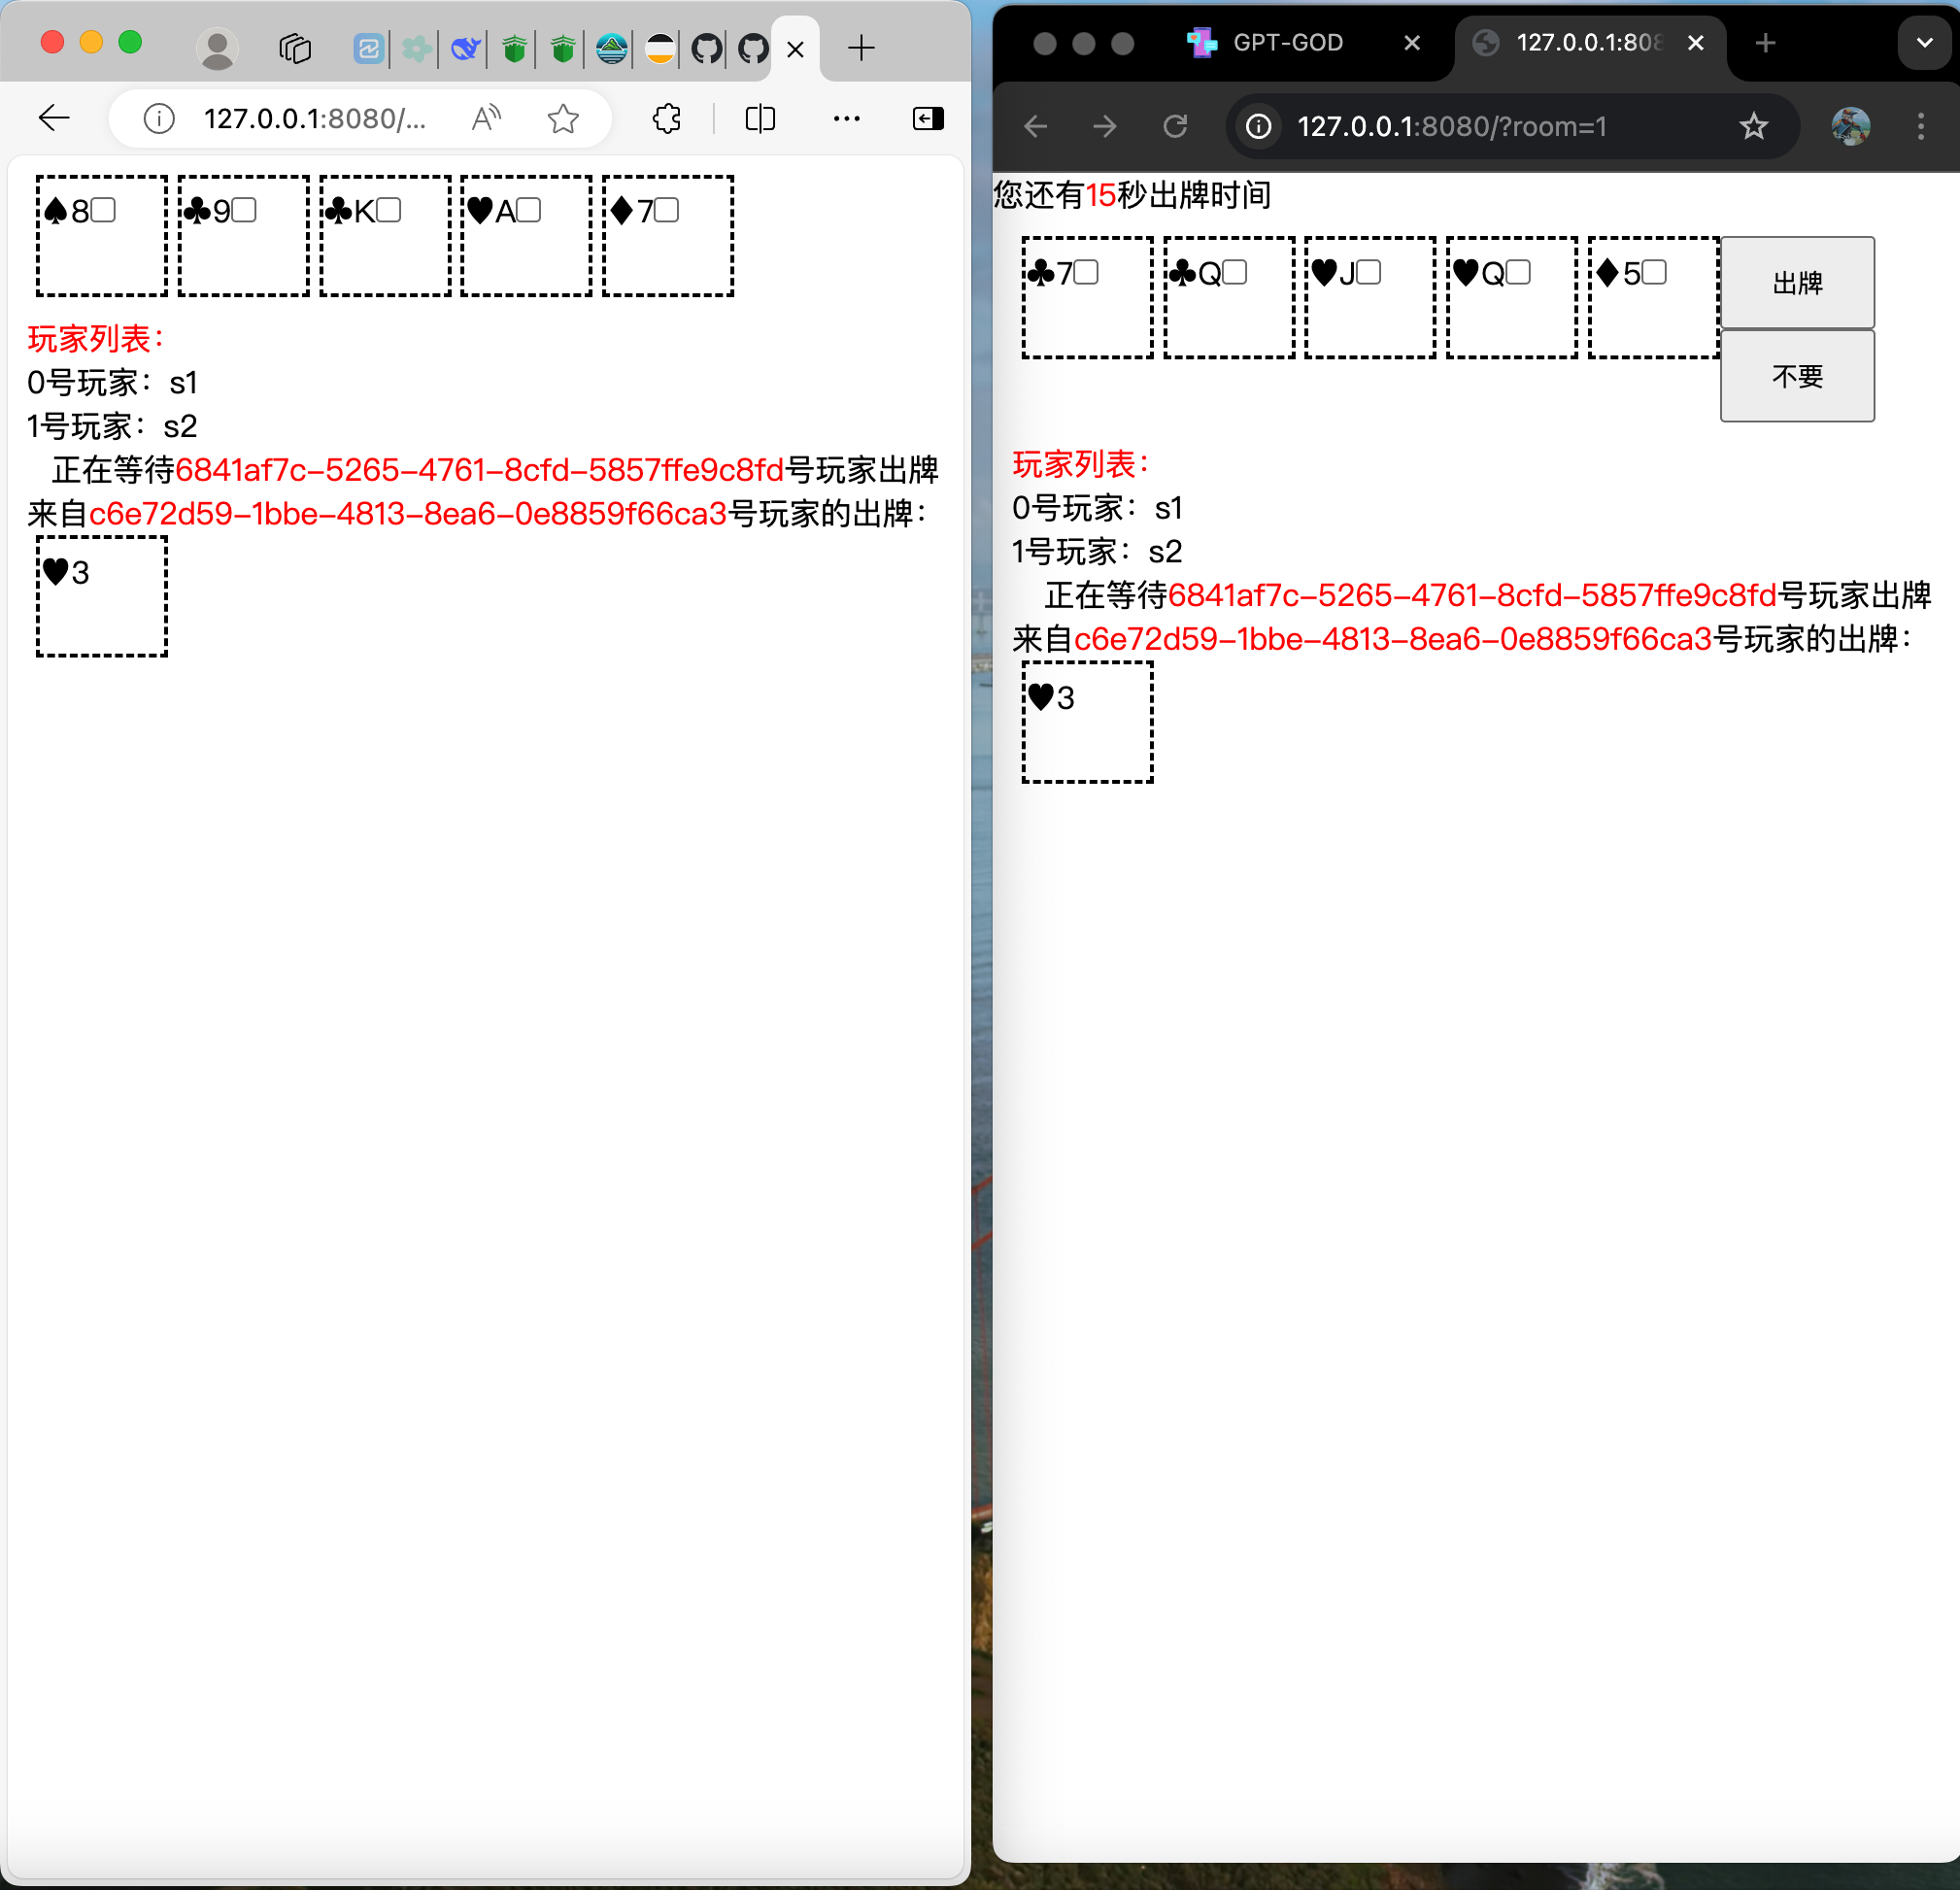 127.0.0.1:8080/...
♠8
♣9
♣K
♥A
♦7
玩家列表：
0号玩家：s1
1号玩家：s2
正在等待6841af7c-5265-4761-8cfd-5857ffe9c8fd号玩家出牌
来自c6e72d59-1bbe-4813-8ea6-0e8859f66ca3号玩家的出牌：
♥3
GPT-GOD
127.0.0.1:808
127.0.0.1:8080/?room=1
您还有15秒出牌时间
♣7
♣Q
♥J
♥Q
♦5
出牌
不要
玩家列表：
0号玩家：s1
1号玩家：s2
正在等待6841af7c-5265-4761-8cfd-5857ffe9c8fd号玩家出牌
来自c6e72d59-1bbe-4813-8ea6-0e8859f66ca3号玩家的出牌：
♥3